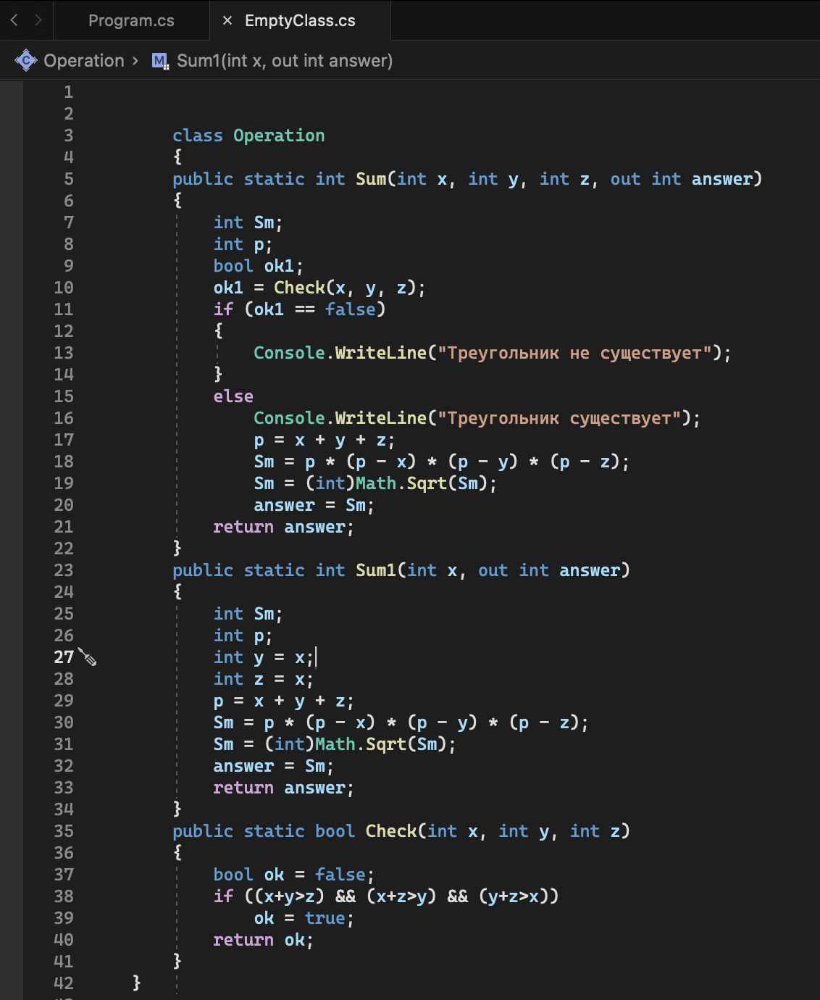 Program.cs
EmptyClass.cs
Operation › M Sum1(int x, out int answer)
1
2
3 class Operation
4 {
5 public static int Sum(int x, int y, int z, out int answer)
6 {
7 int Sm;
8 int p;
9 bool ok1;
10 ok1 = Check(x, y, z);
11 if (ok1 == false)
12 {
13 Console.WriteLine("Треугольник не существует");
14 }
15 else
16 Console.WriteLine("Треугольник существует");
17 p = x + y + z;
18 Sm = p * (p - x) * (p - y) * (p - z);
19 Sm = (int)Math.Sqrt(Sm);
20 answer = Sm;
21 return answer;
22 }
23 public static int Sum1(int x, out int answer)
24 {
25 int Sm;
26 int p;
27 int y = x;
28 int z = x;
29 p = x + y + z;
30 Sm = p * (p - x) * (p - y) * (p - z);
31 Sm = (int)Math.Sqrt(Sm);
32 answer = Sm;
33 return answer;
34 }
35 public static bool Check(int x, int y, int z)
36 {
37 bool ok = false;
38 if ((x+y>z) && (x+z>y) && (y+z>x))
39 ok = true;
40 return ok;
41 }
42 }